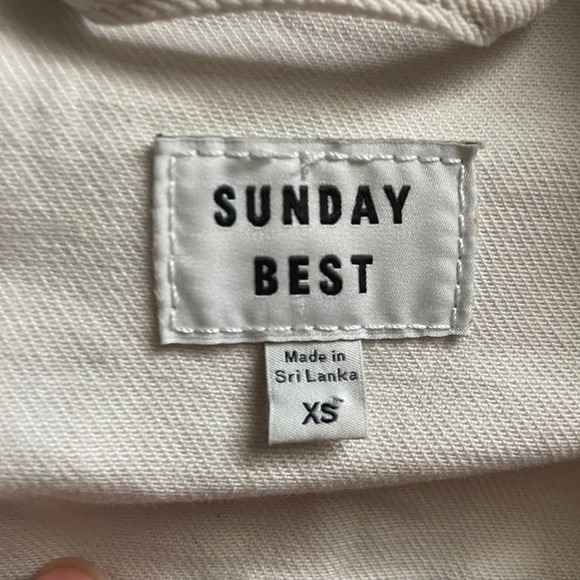 SUNDAY
BEST
Made in
Sri Lanka
XS